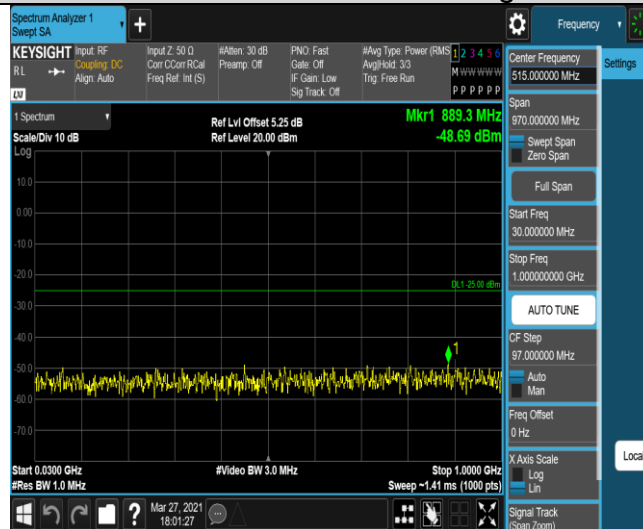 Spectrum Analyzer 1
Swept SA
+
Frequency
KEYSIGHT
Input: RF
Coupling: DC
Align: Auto
Input Z: 50 Ω
Corr CCorr RCal
Freq Ref: Int (S)
#Atten: 30 dB
Preamp: Off
PNO: Fast
Gate: Off
IF Gain: Low
Sig Track: Off
#Avg Type: Power (RMS
Avg|Hold: 3/3
Trig: Free Run
1 2 3 4 5 6
M W W W W W
P P P P P P
R L
LXI
Center Frequency
515.000000 MHz
Settings
Span
970.000000 MHz
Swept Span
Zero Span
Full Span
Start Freq
30.000000 MHz
Stop Freq
1.000000000 GHz
AUTO TUNE
CF Step
97.000000 MHz
Auto
Man
Freq Offset
0 Hz
X Axis Scale
Log
Lin
Local
Signal Track
(Span Zoom)
1 Spectrum
Scale/Div 10 dB
Log
Ref Lvl Offset 5.25 dB
Ref Level 20.00 dBm
Mkr1 889.3 MHz
-48.69 dBm
10.0
0.00
-10.0
-20.0
DL1 -25.00 dBm
-30.0
-40.0
1
-50.0
-60.0
-70.0
Start 0.0300 GHz
#Res BW 1.0 MHz
#Video BW 3.0 MHz
Stop 1.0000 GHz
Sweep ~1.41 ms (1000 pts)
?
Mar 27, 2021
18:01:27